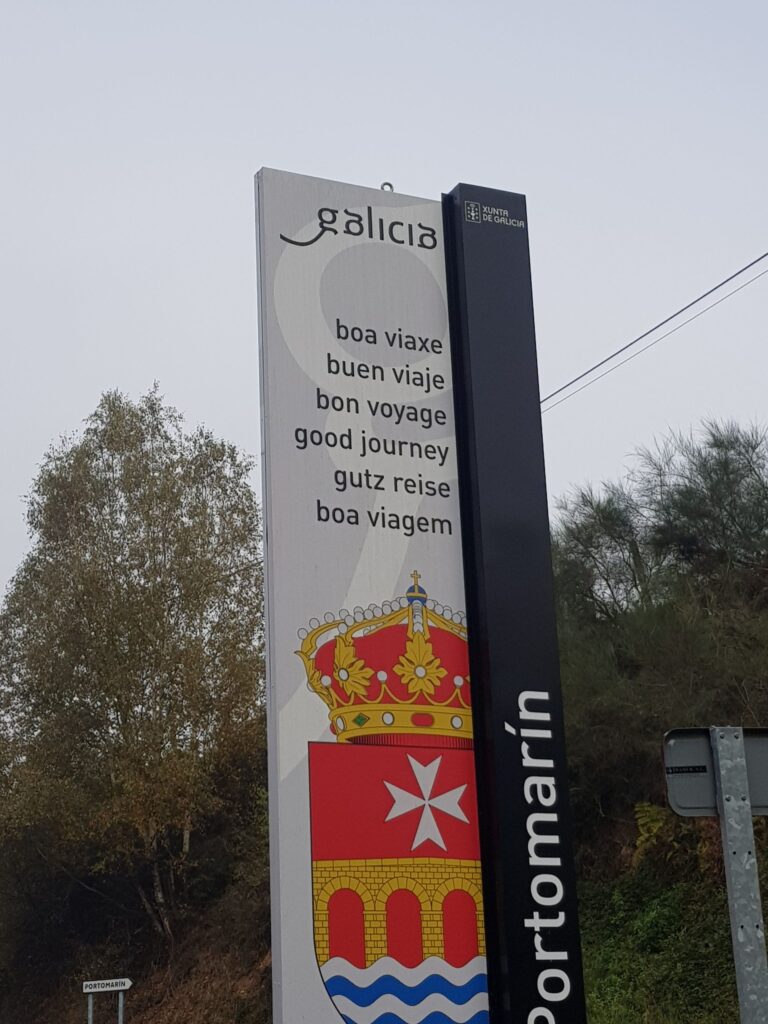 galicia
XUNTA
DE GALICIA
boa viaxe
buen viaje
bon voyage
good journey
gutz reise
boa viagem
Portomarín
PORTOMARÍN